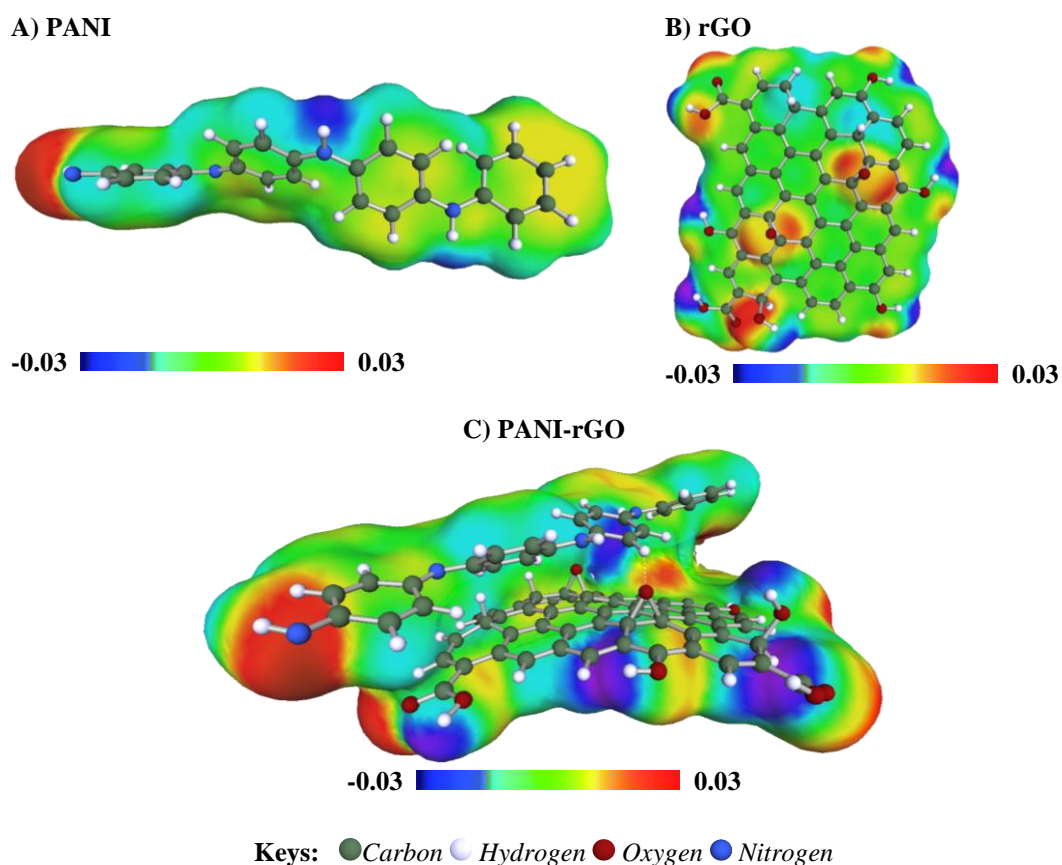 A) PANI
B) rGO
-0.03 0.03
-0.03 0.03
C) PANI-rGO
-0.03 0.03
Keys: Carbon Hydrogen Oxygen Nitrogen